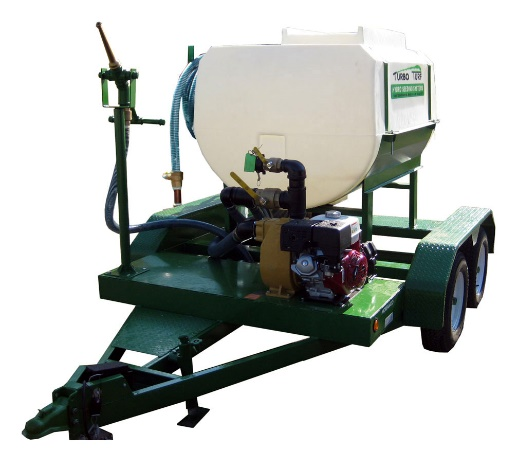 TURBO TURF
HYDRO SEEDING SYSTEMS